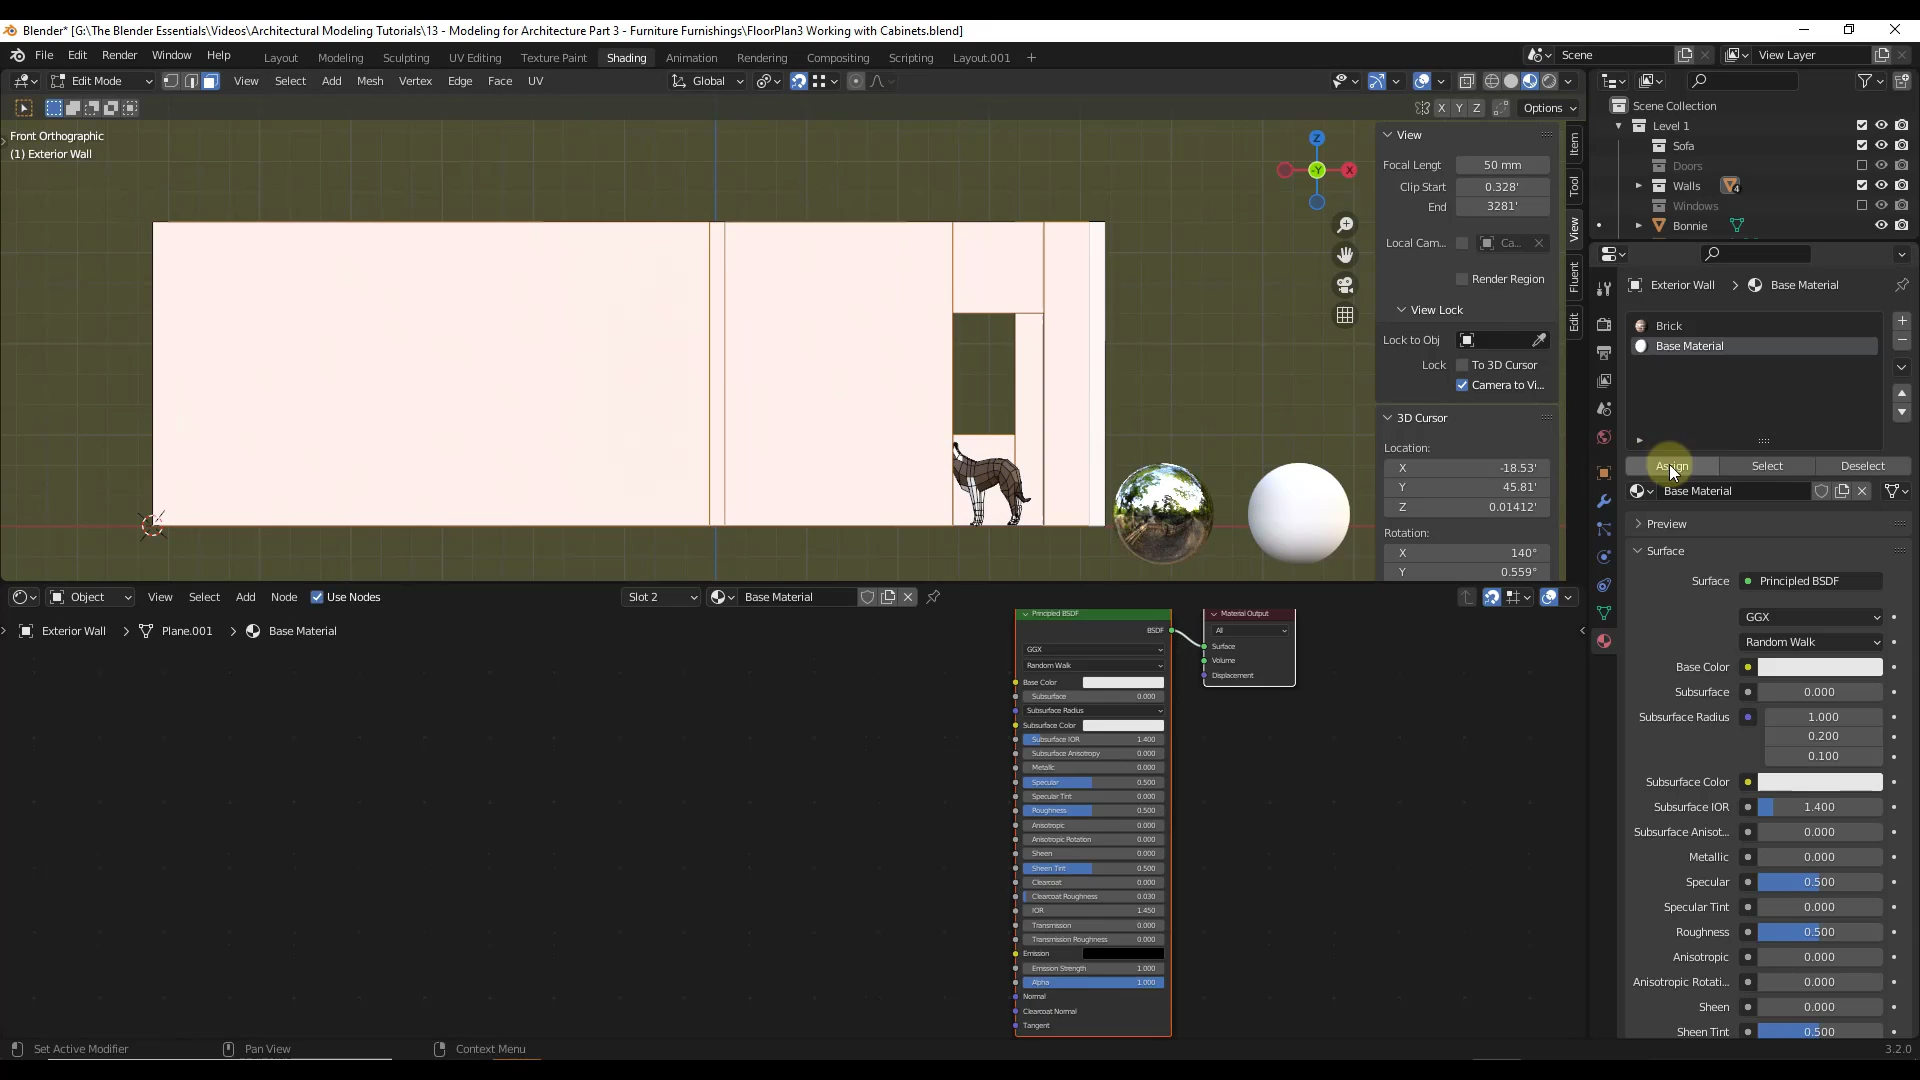 Blender* [G:\The Blender Essentials\Videos\Architectural Modeling Tutorials\13 - Modeling for Architecture Part 3 - Furniture Furnishings\FloorPlan3 Working with Cabinets.blend]
File Edit Render Window Help Layout Modeling Sculpting UV Editing Texture Paint Shading Animation Rendering Compositing Scripting Layout.001 + Scene View Layer
Edit Mode View Select Add Mesh Vertex Edge Face UV Global
X Y Z Options
Front Orthographic
(1) Exterior Wall
Z
X
-Y
View
Focal Lengt 50 mm
Clip Start 0.328'
End 3281'
Local Cam... Ca...
Render Region
View Lock
Lock to Obj
Lock To 3D Cursor
Camera to Vi...
3D Cursor
Location:
X -18.53'
Y 45.81'
Z 0.01412'
Rotation:
X 140°
Y 0.559°
Item
Tool
View
Fluent
Edit
Scene Collection
Level 1
Sofa
Doors
Walls 4
Windows
Bonnie
Exterior Wall Base Material
Brick
Base Material
Assign Select Deselect
Base Material
Preview
Surface
Surface Principled BSDF
GGX
Random Walk
Base Color
Subsurface 0.000
Subsurface Radius 1.000
0.200
0.100
Subsurface Color
Subsurface IOR 1.400
Subsurface Anisot... 0.000
Metallic 0.000
Specular 0.500
Specular Tint 0.000
Roughness 0.500
Anisotropic 0.000
Anisotropic Rotati... 0.000
Sheen 0.000
Sheen Tint 0.500
Object View Select Add Node Use Nodes Slot 2 Base Material
Exterior Wall Plane.001 Base Material
Principled BSDF
BSDF
GGX
Random Walk
Base Color
Subsurface 0.000
Subsurface Radius
Subsurface Color
Subsurface IOR 1.400
Subsurface Anisotropy 0.000
Metallic 0.000
Specular 0.500
Specular Tint 0.000
Roughness 0.500
Anisotropic 0.000
Anisotropic Rotation 0.000
Sheen 0.000
Sheen Tint 0.500
Clearcoat 0.000
Clearcoat Roughness 0.030
IOR 1.450
Transmission 0.000
Transmission Roughness 0.000
Emission
Emission Strength 1.000
Alpha 1.000
Normal
Clearcoat Normal
Tangent
Material Output
All
Surface
Volume
Displacement
Set Active Modifier Pan View Context Menu 3.2.0